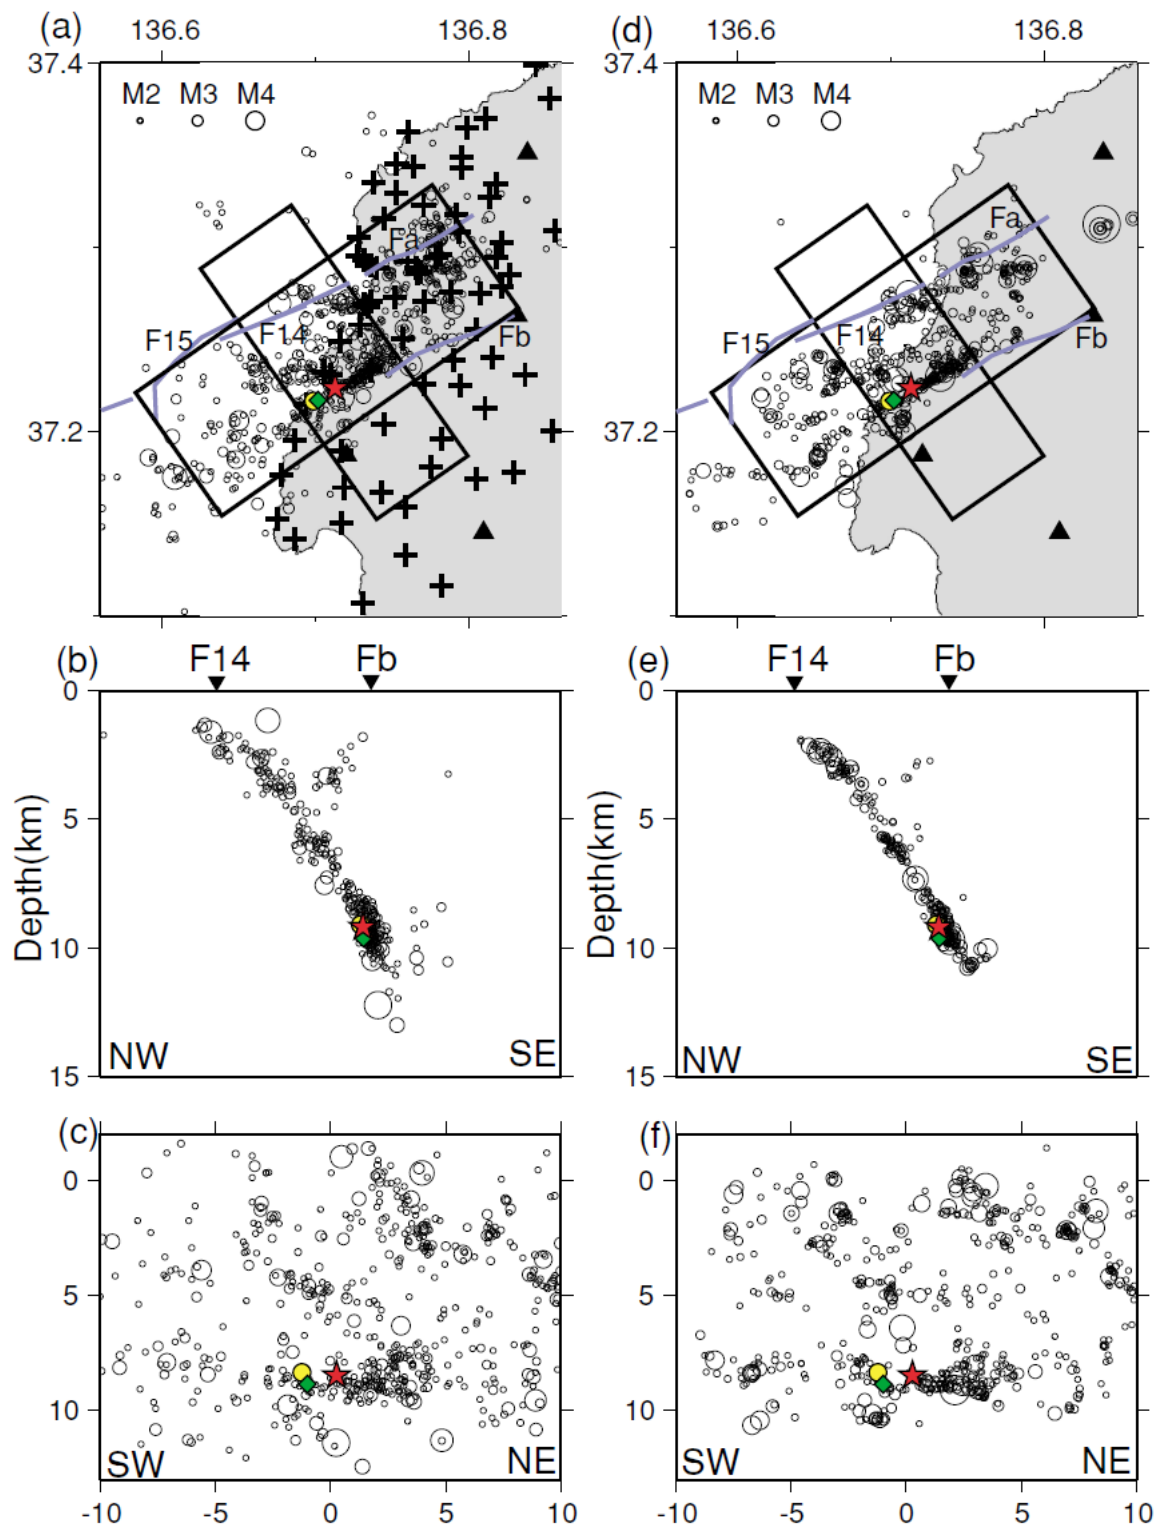 (a) 136.6 136.8
37.4
M2 M3 M4
Fa
F15
F14
Fb
37.2
(d) 136.6 136.8
37.4
M2 M3 M4
Fa
F15
F14
Fb
37.2
(b) F14 Fb
0
5
10
15
Depth(km)
NW SE
(e) F14 Fb
0
5
10
15
Depth(km)
NW SE
(c)
0
5
10
SW NE
-10 -5 0 5 10
(f)
0
5
10
SW NE
-10 -5 0 5 10